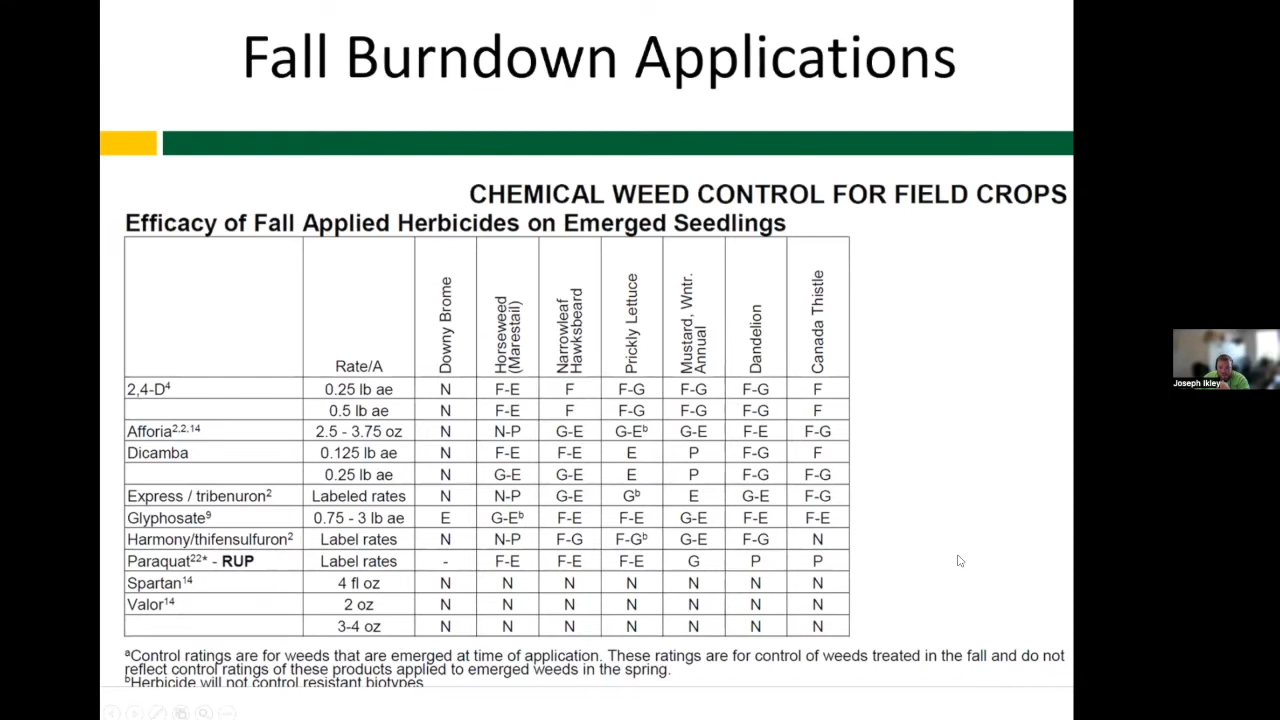 Fall Burndown Applications
CHEMICAL WEED CONTROL FOR FIELD CROPS
Efficacy of Fall Applied Herbicides on Emerged Seedlings
Rate/A Downy Brome Horseweed (Marestail) Narrowleaf Hawksbeard Prickly Lettuce Mustard, Wntr. Annual Dandelion Canada Thistle
2,4-D⁴ 0.25 lb ae N F-E F F-G F-G F-G F
0.5 lb ae N F-E F F-G F-G F-G F
Afforia²,²,¹⁴ 2.5 - 3.75 oz N N-P G-E G-Eᵇ G-E F-E F-G
Dicamba 0.125 lb ae N F-E F-E E P F-G F
0.25 lb ae N G-E G-E E P F-G F-G
Express / tribenuron² Labeled rates N N-P G-E Gᵇ E G-E F-G
Glyphosate⁹ 0.75 - 3 lb ae E G-Eᵇ F-E F-E G-E F-E F-E
Harmony/thifensulfuron² Label rates N N-P F-G F-Gᵇ G-E F-G N
Paraquat²²* - RUP Label rates - F-E F-E F-E G P P
Spartan¹⁴ 4 fl oz N N N N N N N
Valor¹⁴ 2 oz N N N N N N N
3-4 oz N N N N N N N
ᵃControl ratings are for weeds that are emerged at time of application. These ratings are for control of weeds treated in the fall and do not
reflect control ratings of these products applied to emerged weeds in the spring.
ᵇHerbicide will not control resistant biotypes
Joseph Ikley